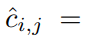 ĉ_{i,j} =